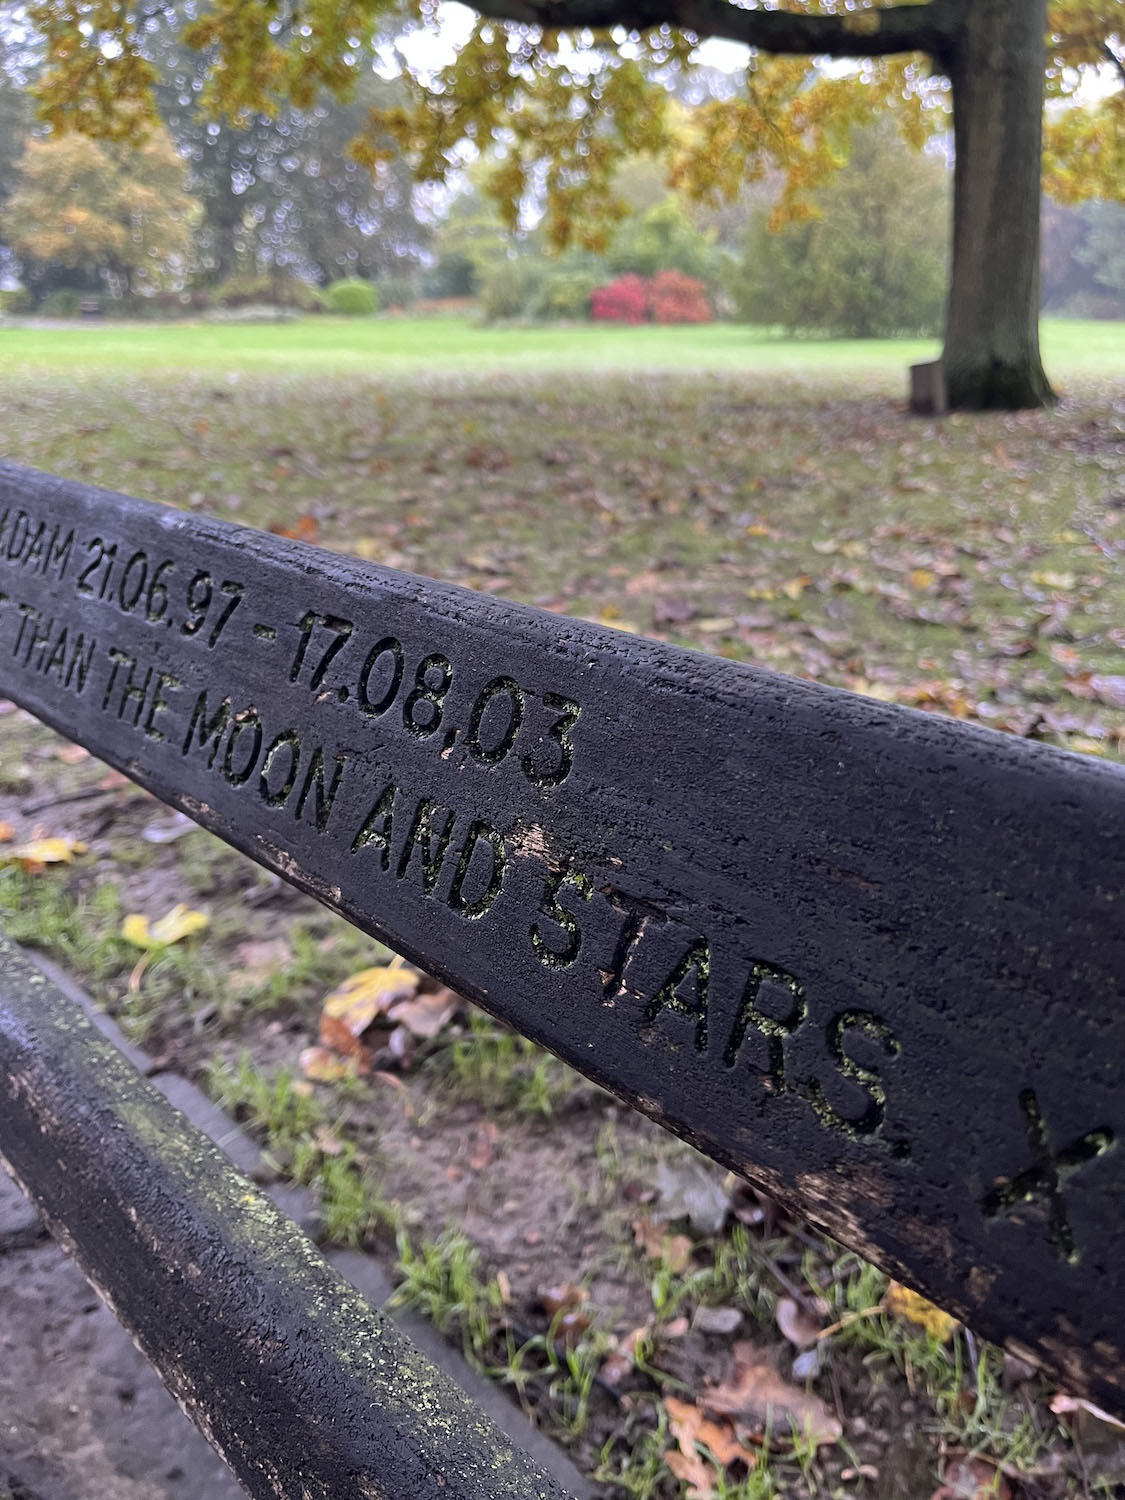 ADAM 21.06.97 - 17.08.03
THAN THE MOON AND STARS. X